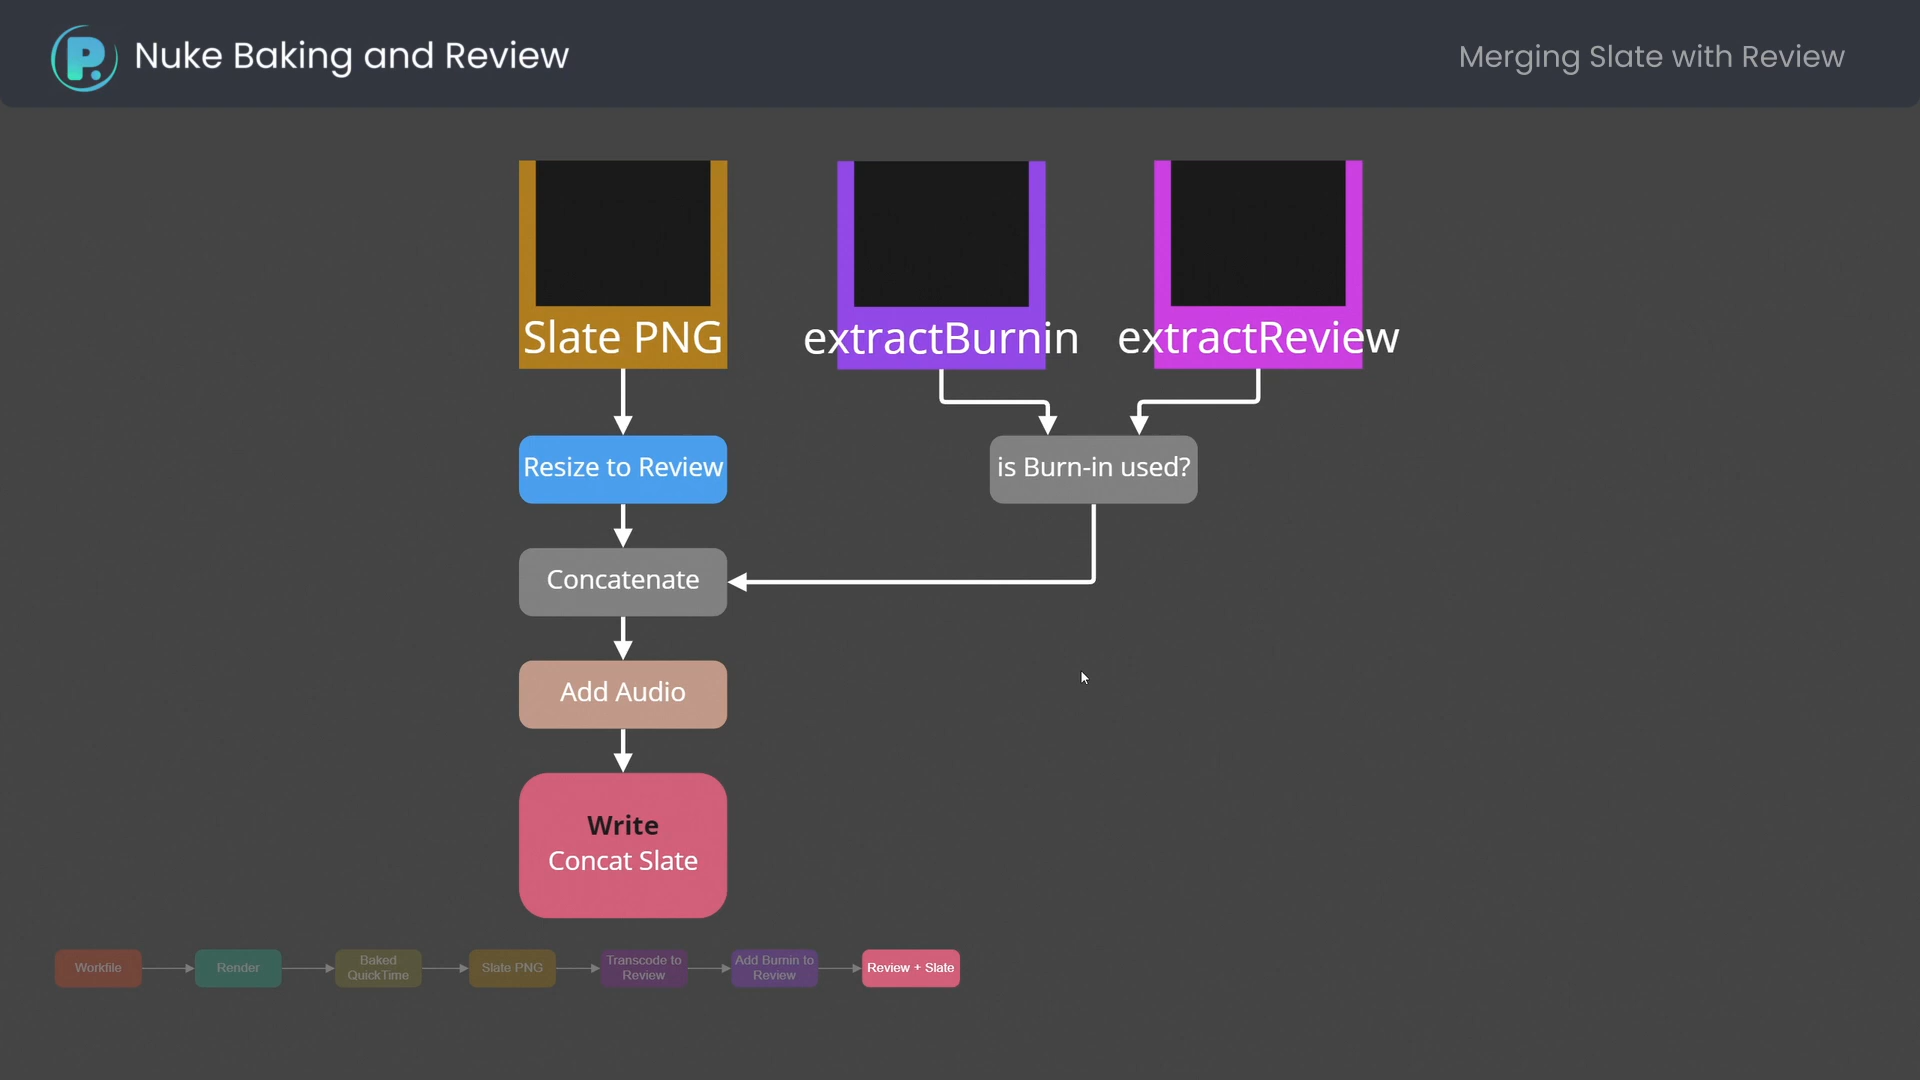 Nuke Baking and Review
Merging Slate with Review
Slate PNG
extractBurnin
extractReview
Resize to Review
is Burn-in used?
Concatenate
Add Audio
Write
Concat Slate
Workfile
Render
Baked
QuickTime
Slate PNG
Transcode to
Review
Add Burnin to
Review
Review + Slate